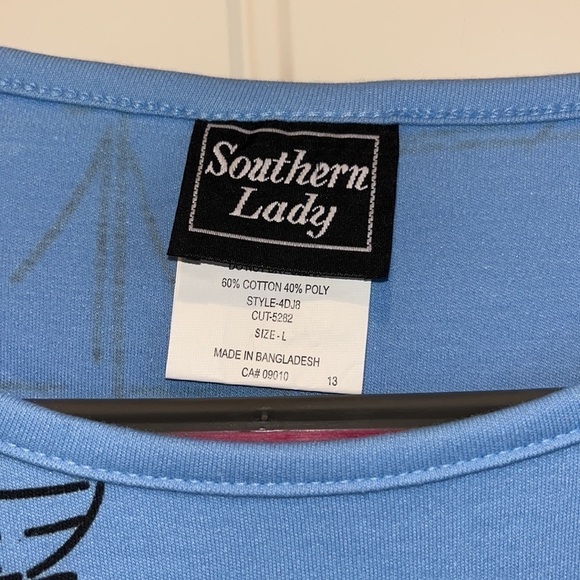 Southern
Lady
60% COTTON 40% POLY
STYLE-4DJ8
CUT-5282
SIZE - L
MADE IN BANGLADESH
CA# 09010
13